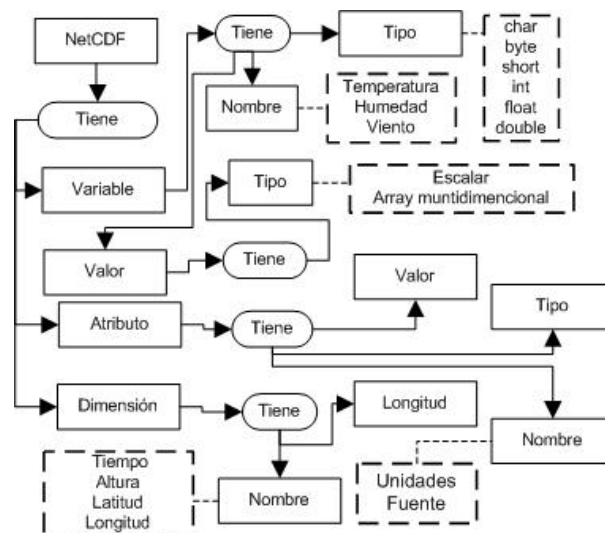 NetCDF
Tiene
Tipo
char
byte
short
int
float
double
Tiene
Nombre
Temperatura
Humedad
Viento
Variable
Tipo
Escalar
Array muntidimencional
Valor
Tiene
Valor
Atributo
Tiene
Tipo
Dimensión
Tiene
Longitud
Nombre
Tiempo
Altura
Latitud
Longitud
Nombre
Unidades
Fuente